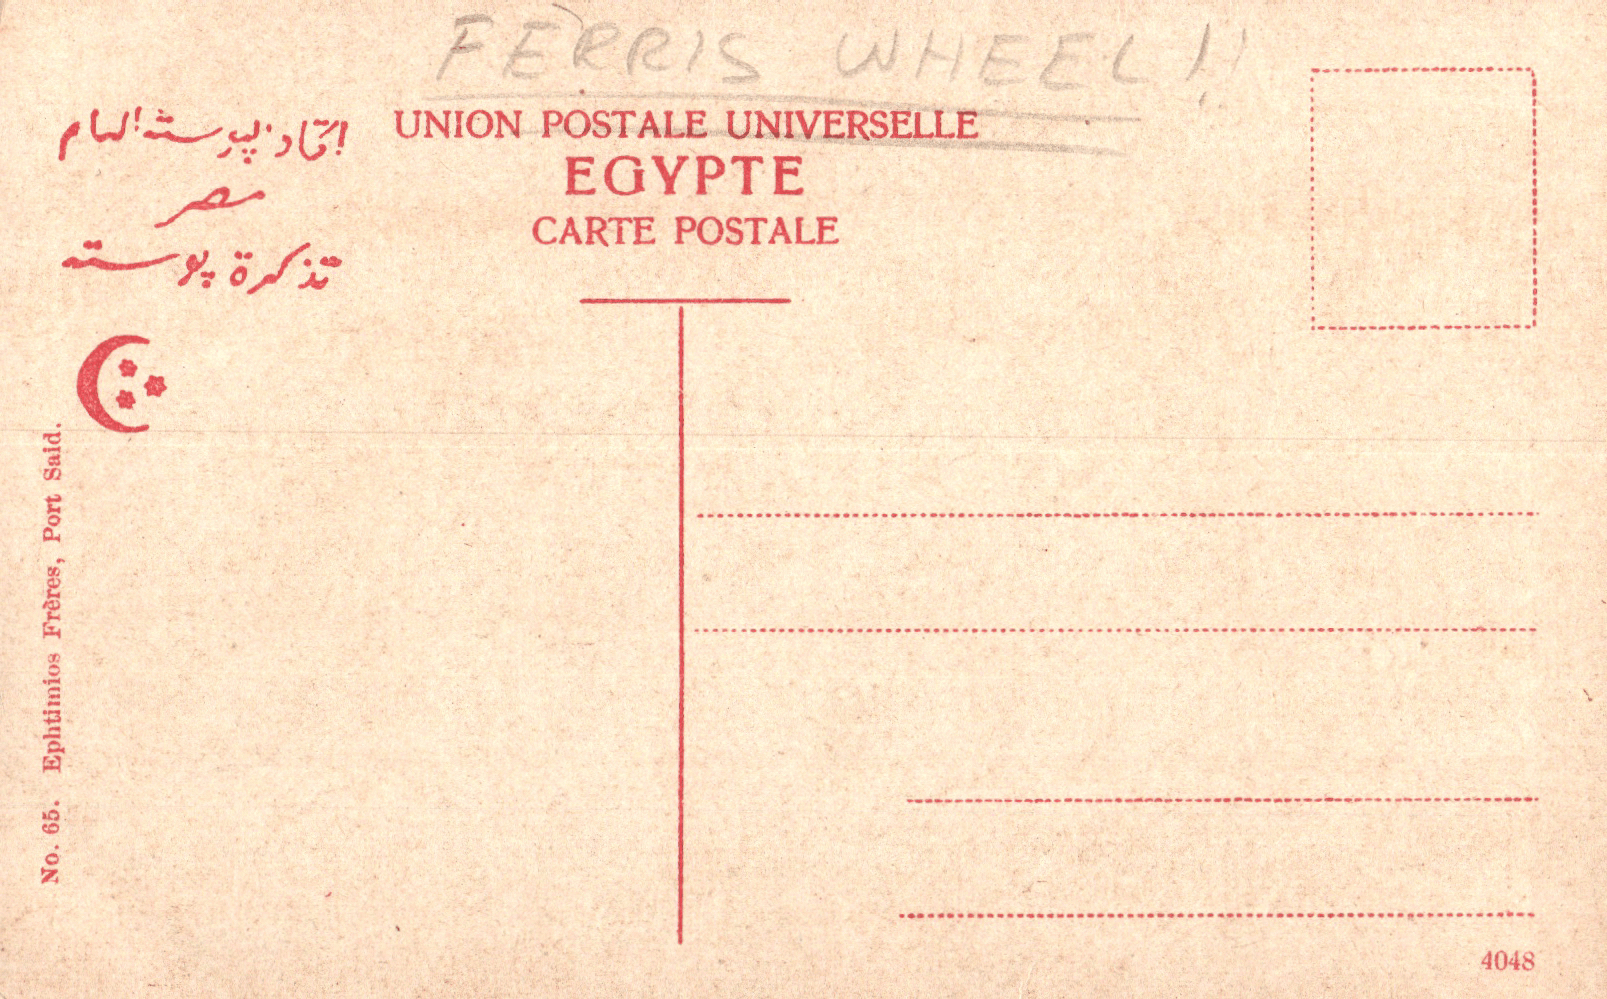 FERRIS WHEEL!!
UNION POSTALE UNIVERSELLE
EGYPTE
CARTE POSTALE
اتحاد پوسته العام
مصر
تذكرة پوسته
No. 65. Ephtimios Frères, Port Said.
4048